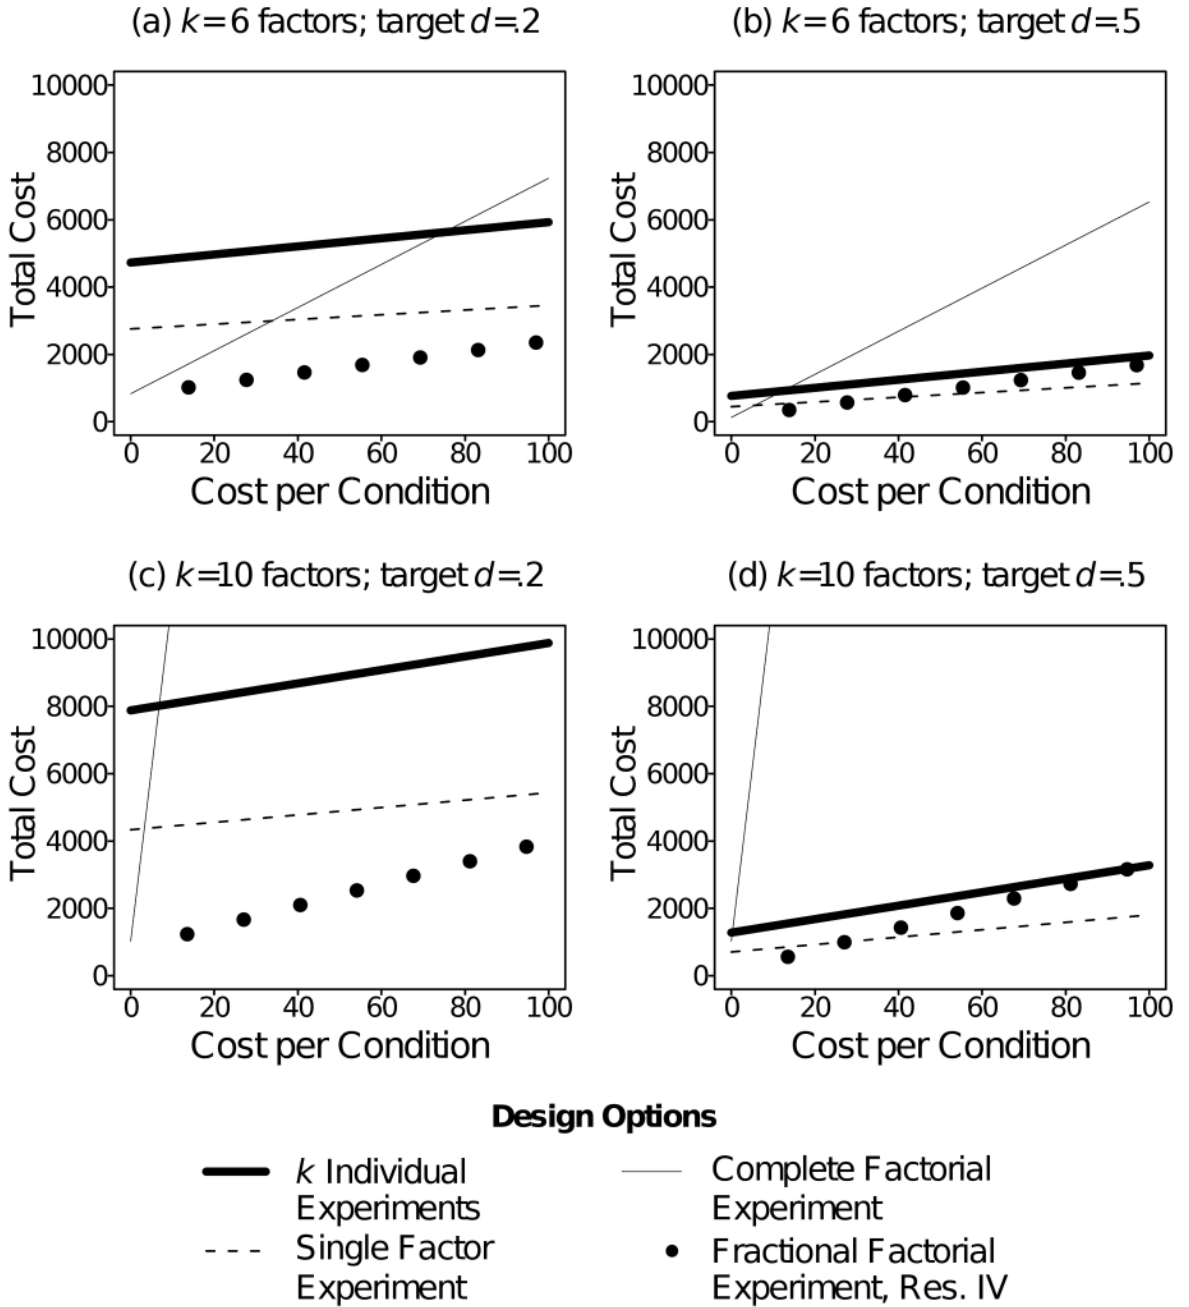 (a) k=6 factors; target d=.2
(b) k=6 factors; target d=.5
Total Cost
10000
8000
6000
4000
2000
0
0 20 40 60 80 100
Cost per Condition
Total Cost
10000
8000
6000
4000
2000
0
0 20 40 60 80 100
Cost per Condition
(c) k=10 factors; target d=.2
(d) k=10 factors; target d=.5
Total Cost
10000
8000
6000
4000
2000
0
0 20 40 60 80 100
Cost per Condition
Total Cost
10000
8000
6000
4000
2000
0
0 20 40 60 80 100
Cost per Condition
Design Options
k Individual
Experiments
Single Factor
Experiment
Complete Factorial
Experiment
Fractional Factorial
Experiment, Res. IV